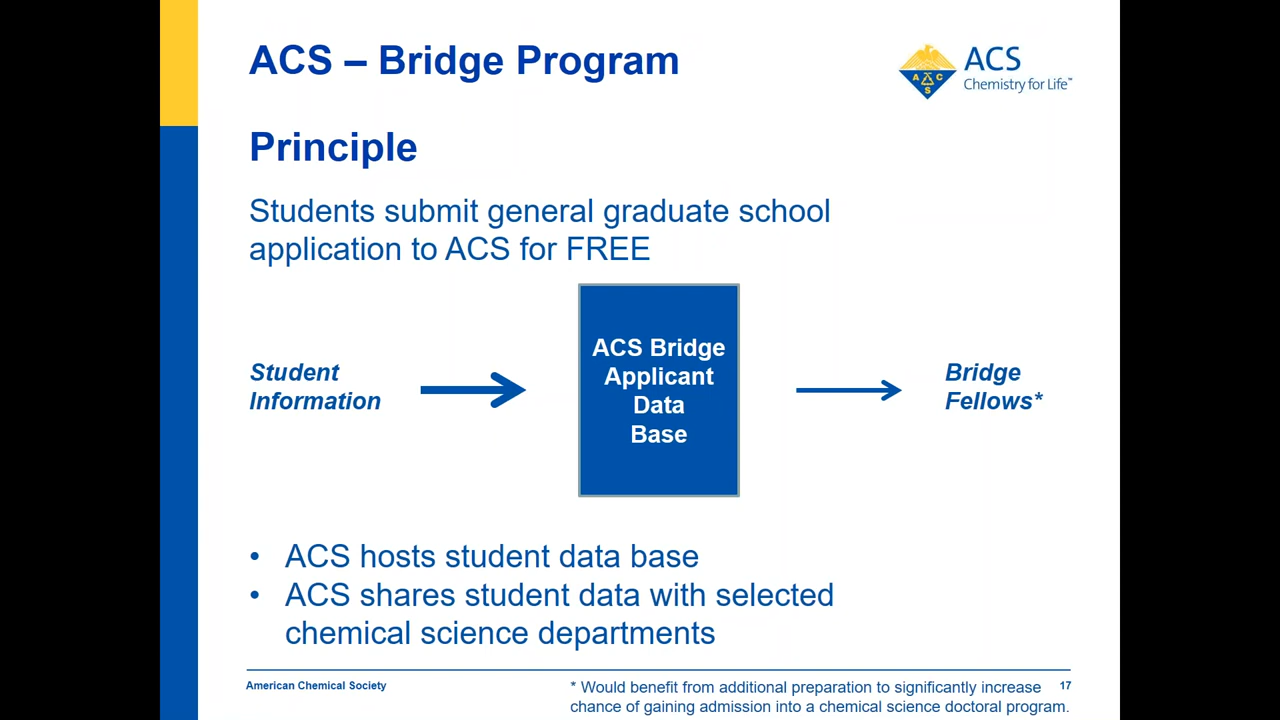 ACS – Bridge Program
ACS
Chemistry for Life™
A C S
Principle
Students submit general graduate school
application to ACS for FREE
Student
Information
ACS Bridge
Applicant
Data
Base
Bridge
Fellows*
• ACS hosts student data base
• ACS shares student data with selected
chemical science departments
American Chemical Society
* Would benefit from additional preparation to significantly increase
chance of gaining admission into a chemical science doctoral program.
17